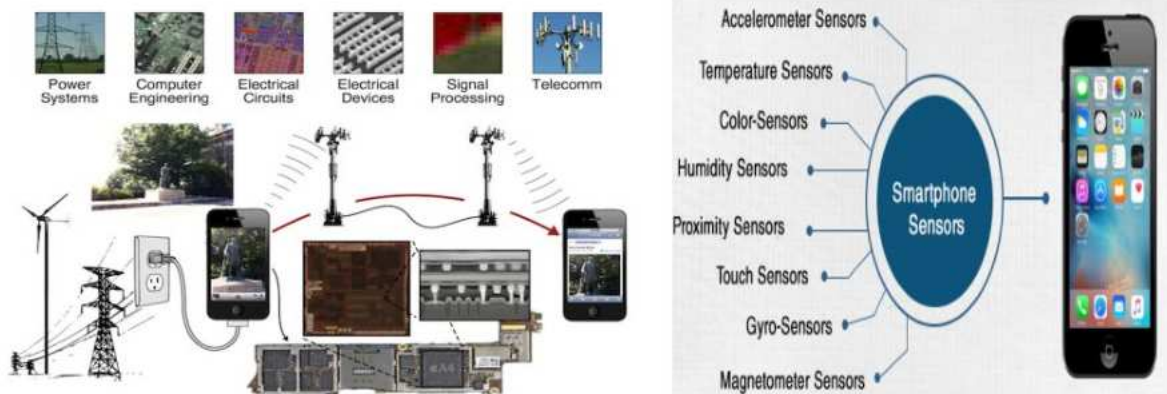 Power
Systems
Computer
Engineering
Electrical
Circuits
Electrical
Devices
Signal
Processing
Telecomm
Accelerometer Sensors
Temperature Sensors
Color-Sensors
Humidity Sensors
Proximity Sensors
Touch Sensors
Gyro-Sensors
Magnetometer Sensors
Smartphone
Sensors